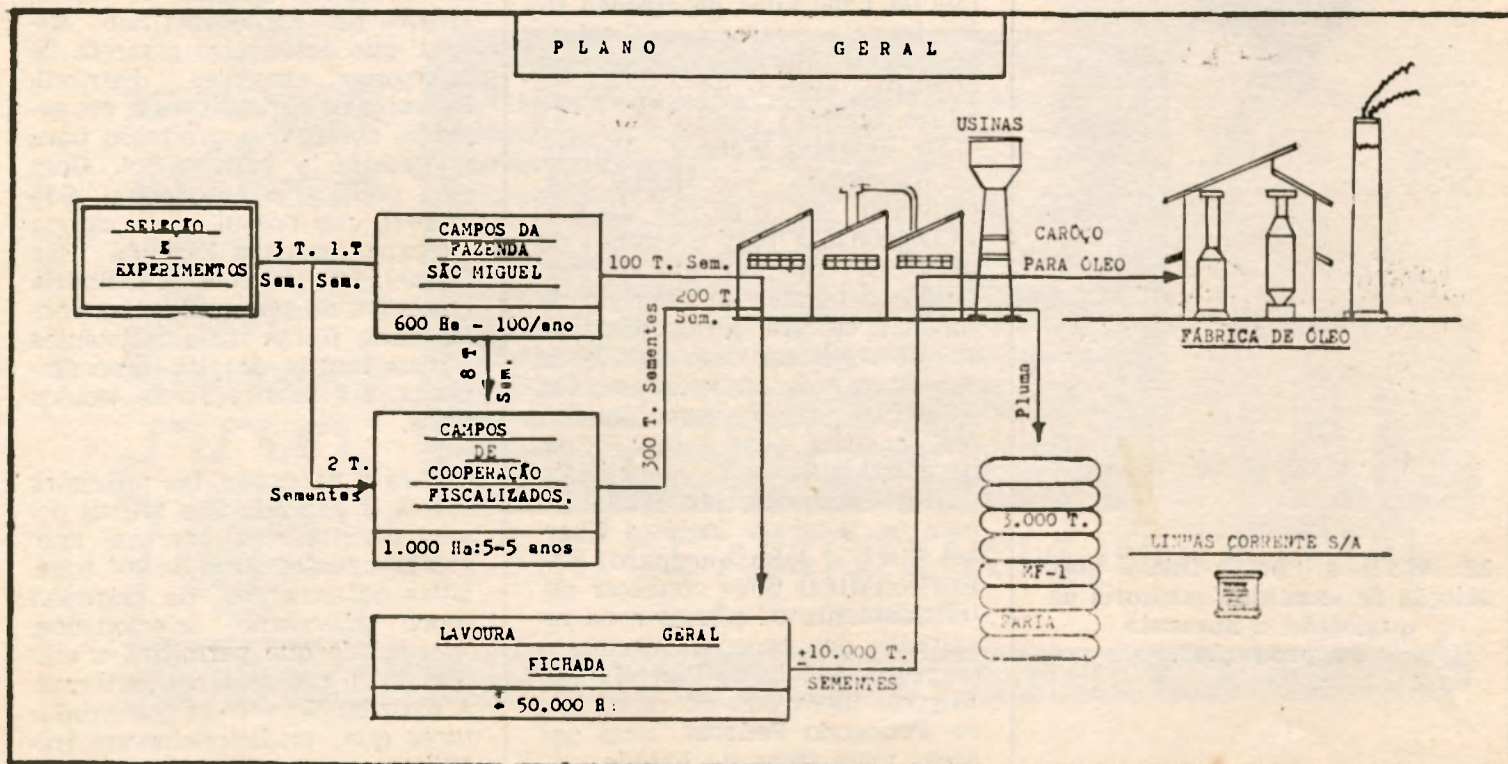 PLANO GERAL
USINAS
SELEÇÃO
E
EXPERIMENTOS
3 T. 1.T
Sem. Sem.
CAMPOS DA
FAZENDA
SÃO MIGUEL
600 Ha - 100/ano
100 T. Sem.
200 T.
Sem.
CARÔÇO
PARA ÓLEO
FÁBRICA DE ÓLEO
8 T.
Sem.
300 T. Sementes
Pluma
2 T.
Sementes
CAMPOS
DE
COOPERAÇÃO
FISCALIZADOS.
1.000 Ha:5-5 anos
3.000 T.
MF-1
FARIA
LINHAS CORRENTE S/A
LAVOURA GERAL
FICHADA
± 50.000 H
±10.000 T.
SEMENTES